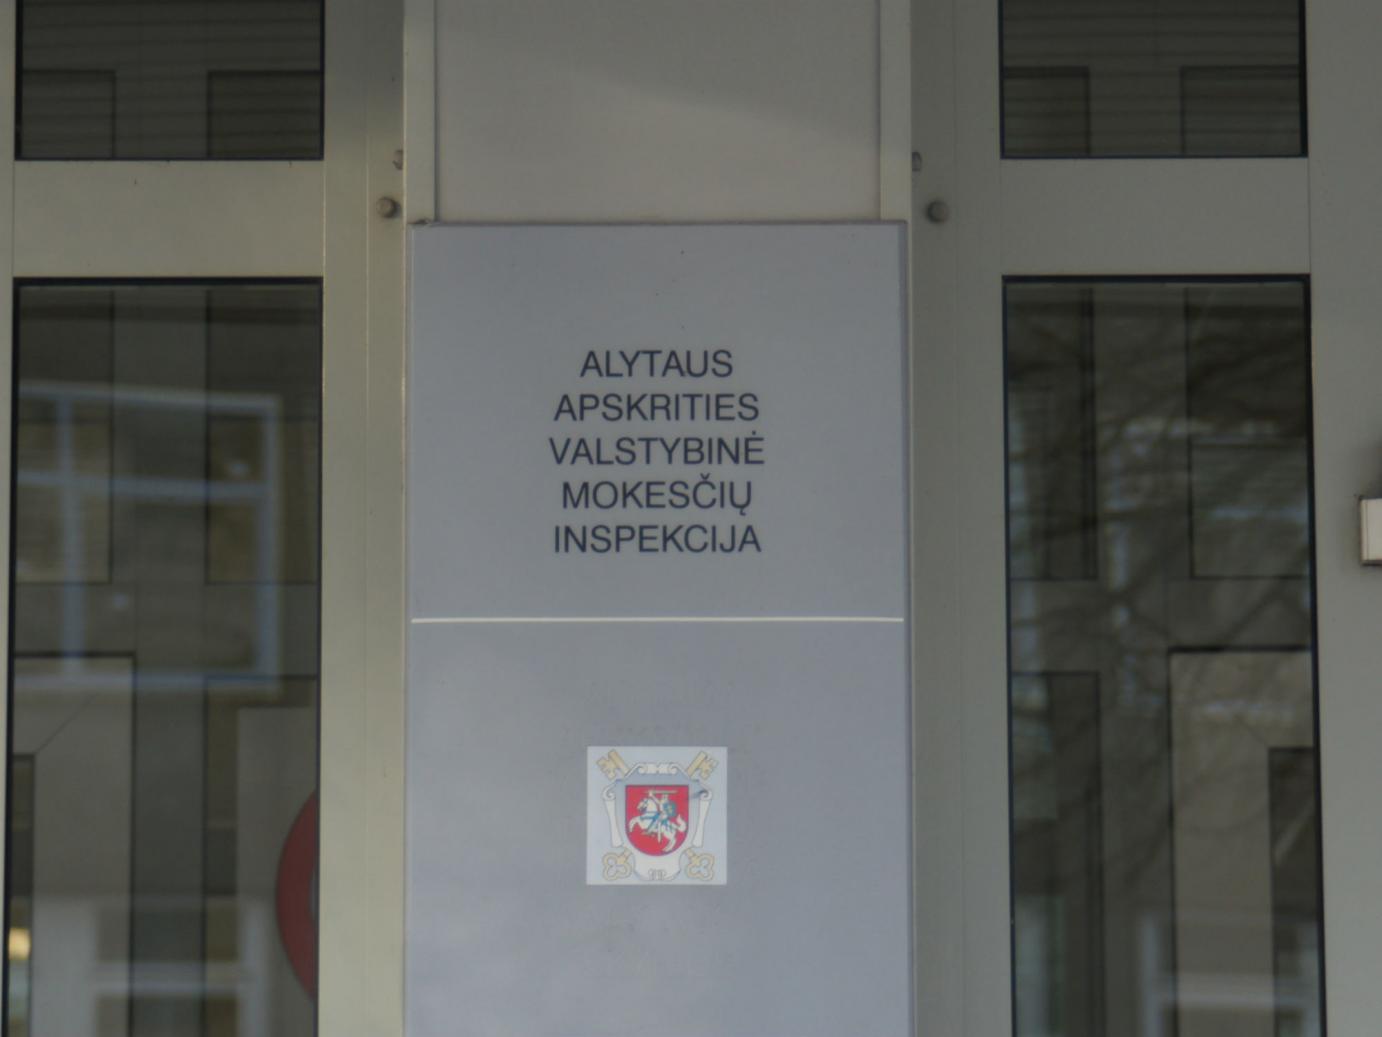 ALYTAUS
APSKRITIES
VALSTYBINĖ
MOKESČIŲ
INSPEKCIJA